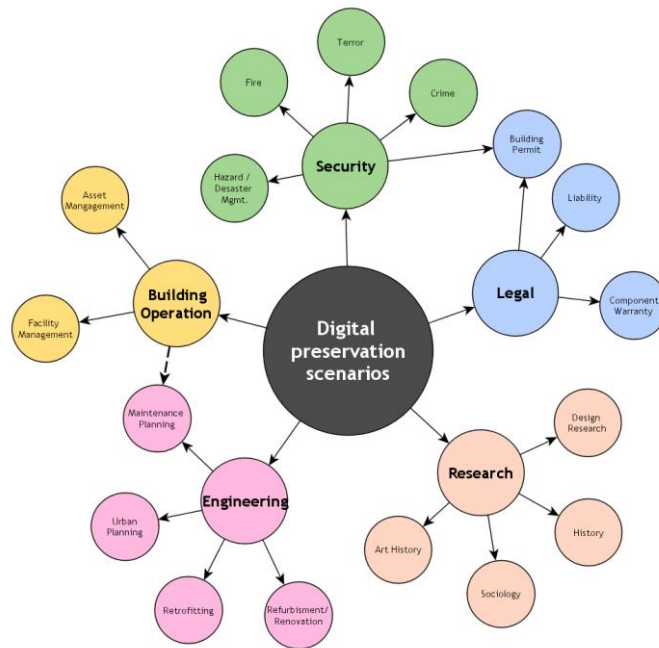 Terror
Fire
Crime
Security
Building
Permit
Hazard /
Desaster
Mgmt.
Liability
Asset
Mangagement
Legal
Component
Warranty
Building
Operation
Facility
Management
Digital
preservation
scenarios
Maintenance
Planning
Design
Research
Research
Engineering
Urban
Planning
History
Art History
Sociology
Retrofitting
Refurbisment/
Renovation